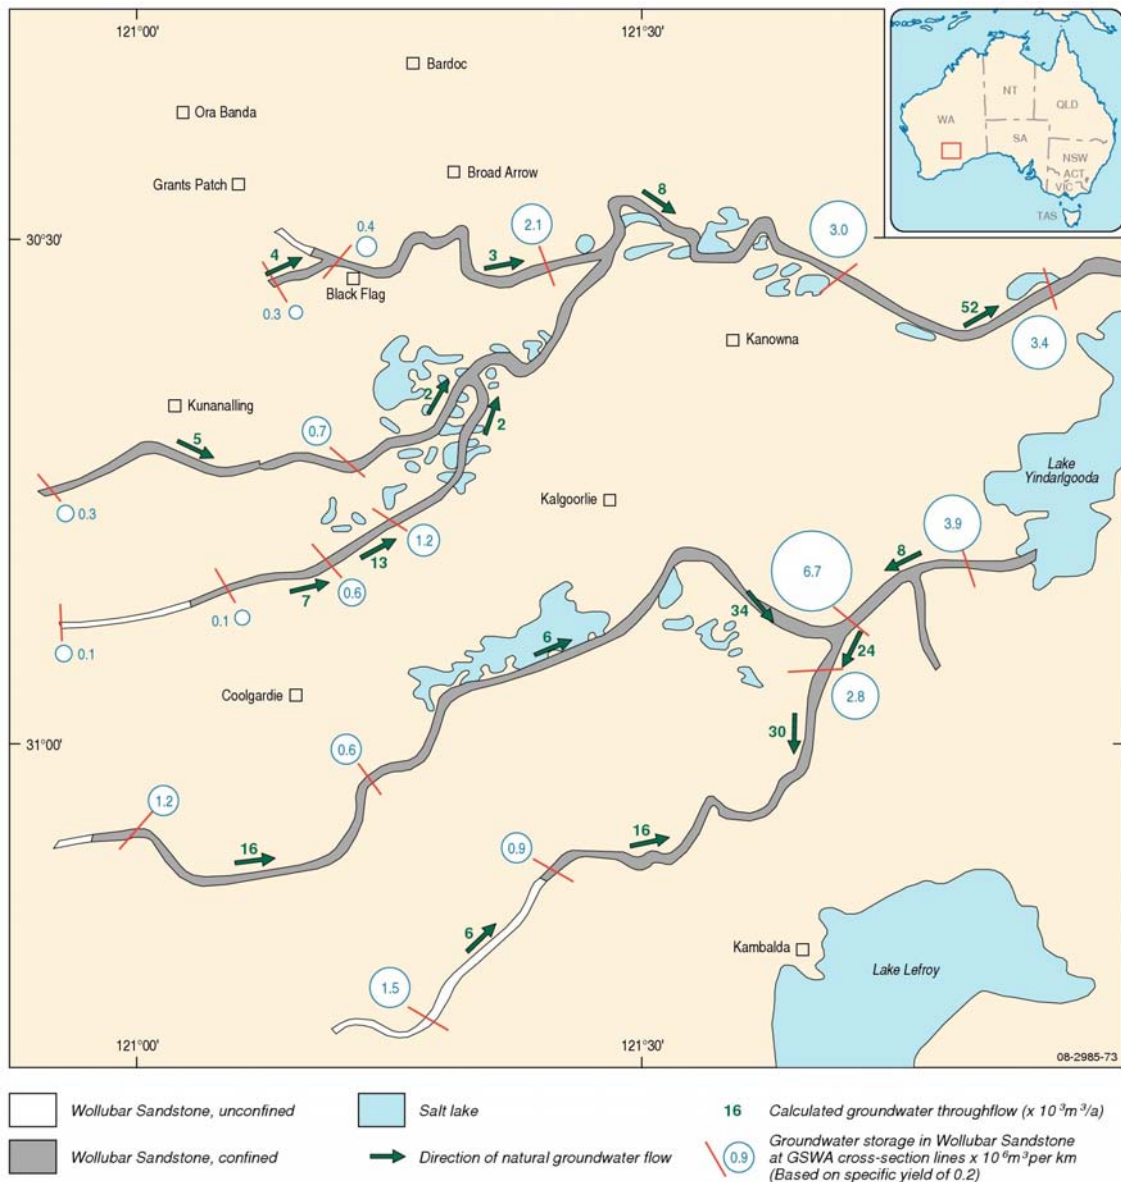 121°00'
121°30'
Bardoc
Ora Banda
Grants Patch
Broad Arrow
NT
QLD
WA
SA
NSW
ACT
VIC
TAS
8
30°30'
0.4
2.1
3.0
4
3
Black Flag
0.3
52
3.4
Kanowna
2
Kunanalling
2
5
0.7
Lake
Yindarlgooda
Kalgoorlie
0.3
1.2
3.9
13
8
6.7
7
0.6
0.1
34
6
24
0.1
Coolgardie
2.8
30
31°00'
0.6
1.2
16
16
0.9
6
Kambalda
Lake Lefroy
1.5
121°00'
121°30'
08-2985-73
Wollubar Sandstone, unconfined
Salt lake
16
Calculated groundwater throughflow (x 10³m³/a)
Wollubar Sandstone, confined
Direction of natural groundwater flow
0.9
Groundwater storage in Wollubar Sandstone
at GSWA cross-section lines x 10⁶m³ per km
(Based on specific yield of 0.2)